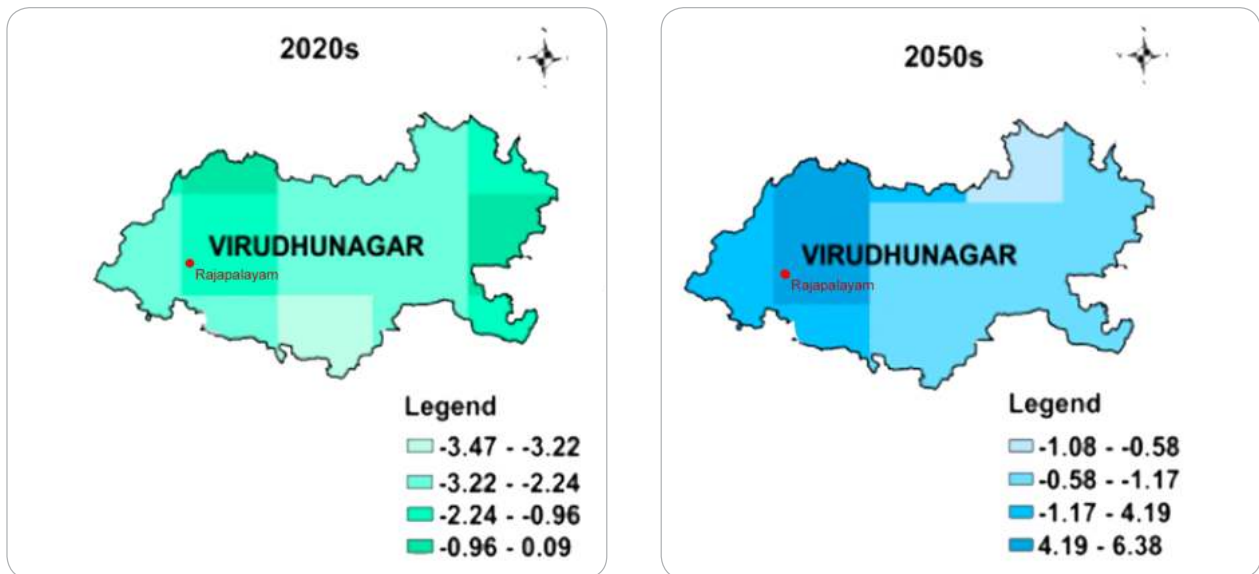 2020s
VIRUDHUNAGAR
Rajapalayam
Legend
-3.47 - -3.22
-3.22 - -2.24
-2.24 - -0.96
-0.96 - 0.09
2050s
VIRUDHUNAGAR
Rajapalayam
Legend
-1.08 - -0.58
-0.58 - -1.17
-1.17 - 4.19
4.19 - 6.38